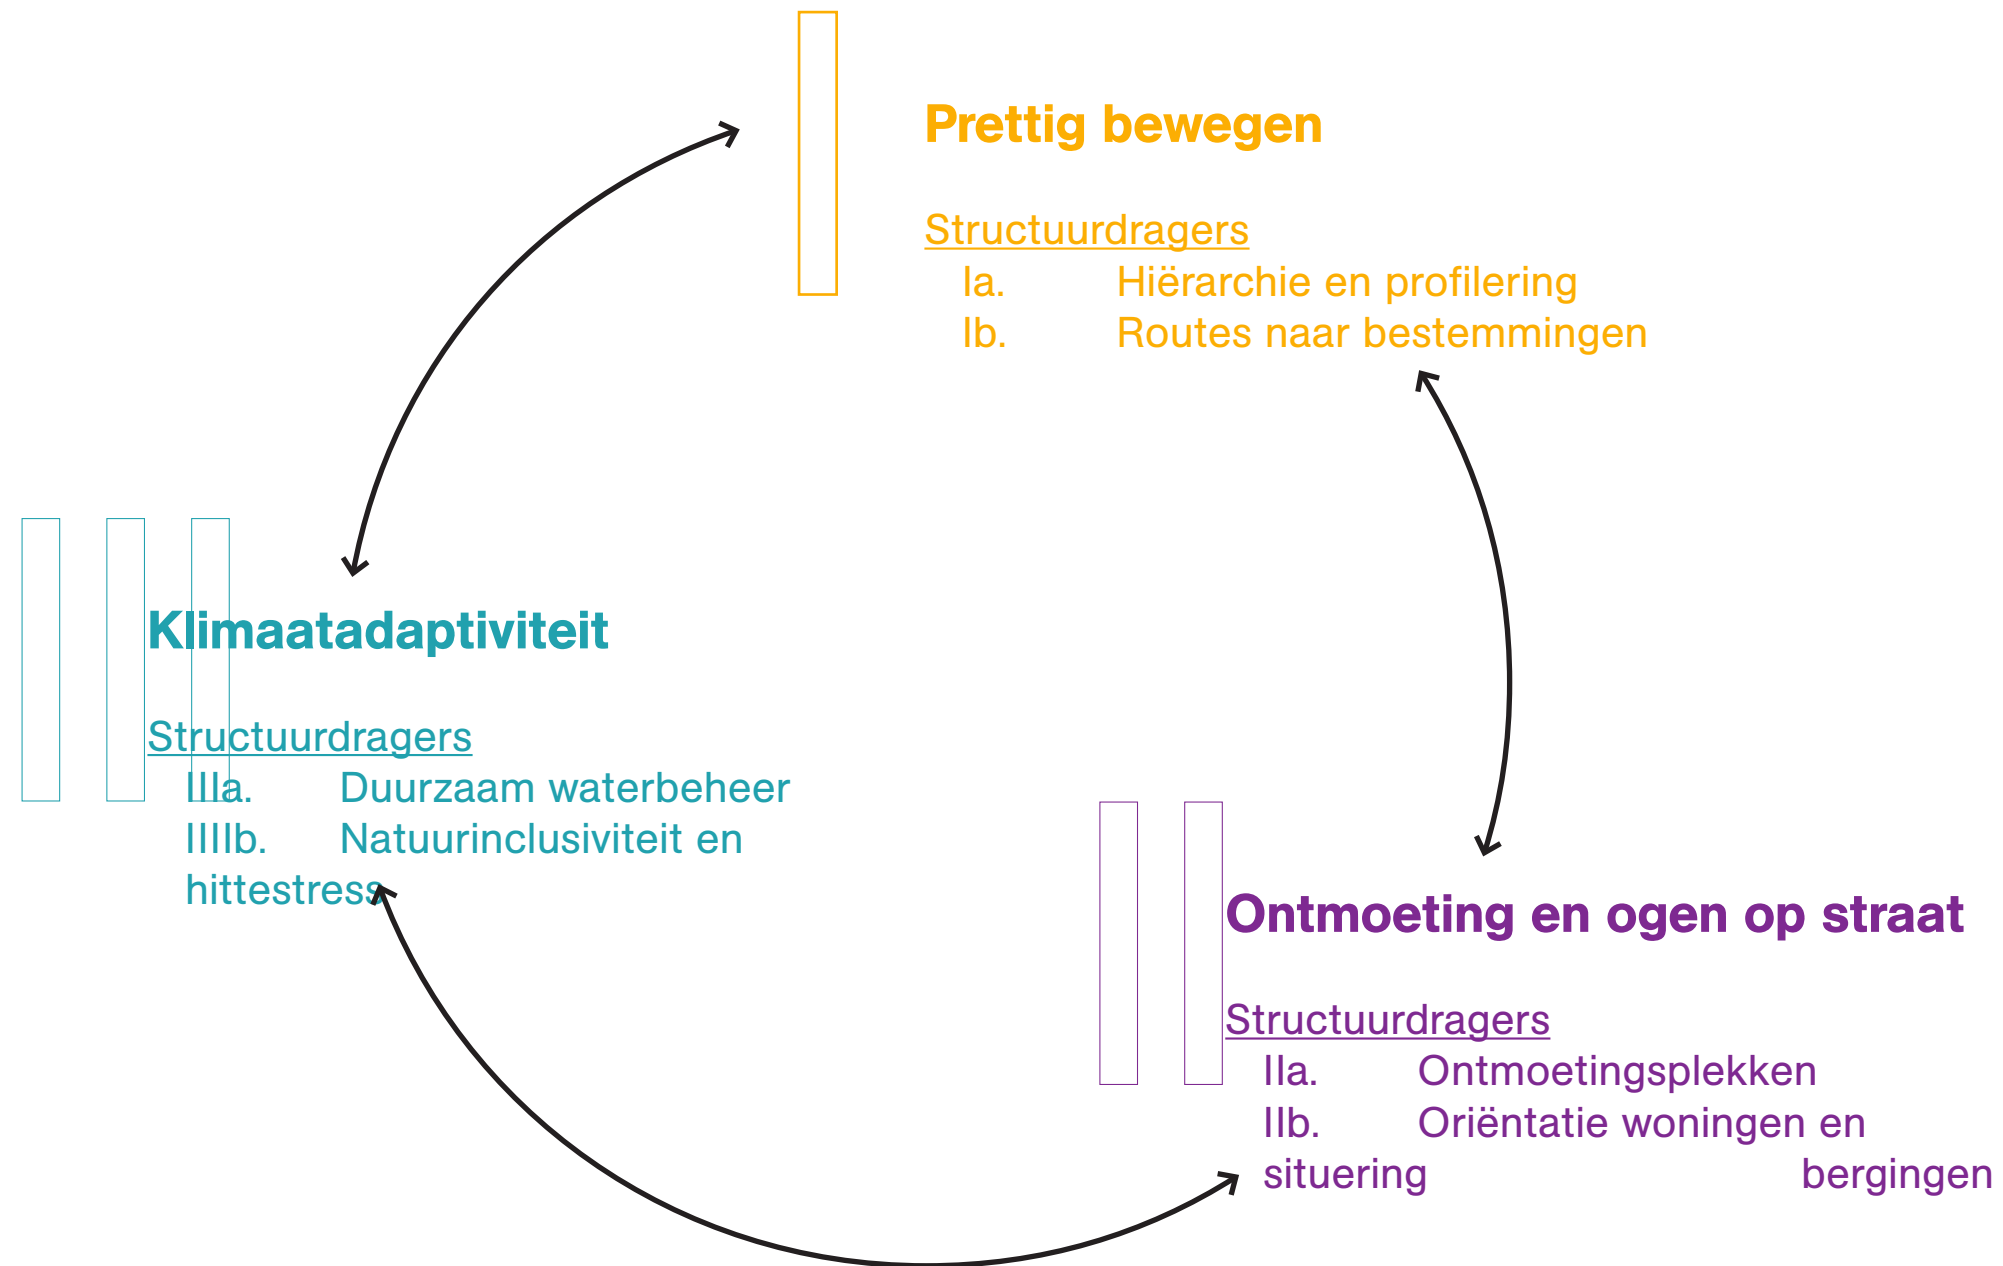 Prettig bewegen
Structuurdragers
Ia. Hiërarchie en profilering
Ib. Routes naar bestemmingen
Klimaatadaptiviteit
Structuurdragers
IIIa. Duurzaam waterbeheer
IIIIb. Natuurinclusiviteit en
hittestress
Ontmoeting en ogen op straat
Structuurdragers
IIa. Ontmoetingsplekken
IIb. Oriëntatie woningen en
situering bergingen